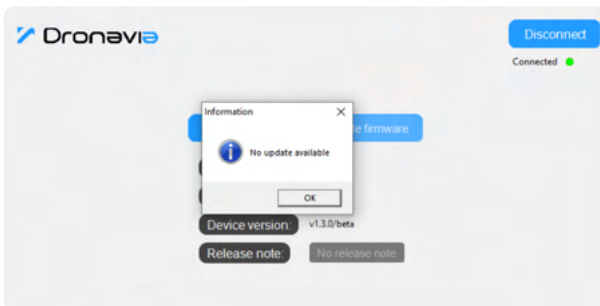 Dronavia
Disconnect
Connected
Information
e firmware
No update available
OK
Device version:
v1.3.0/beta
Release note:
No release note